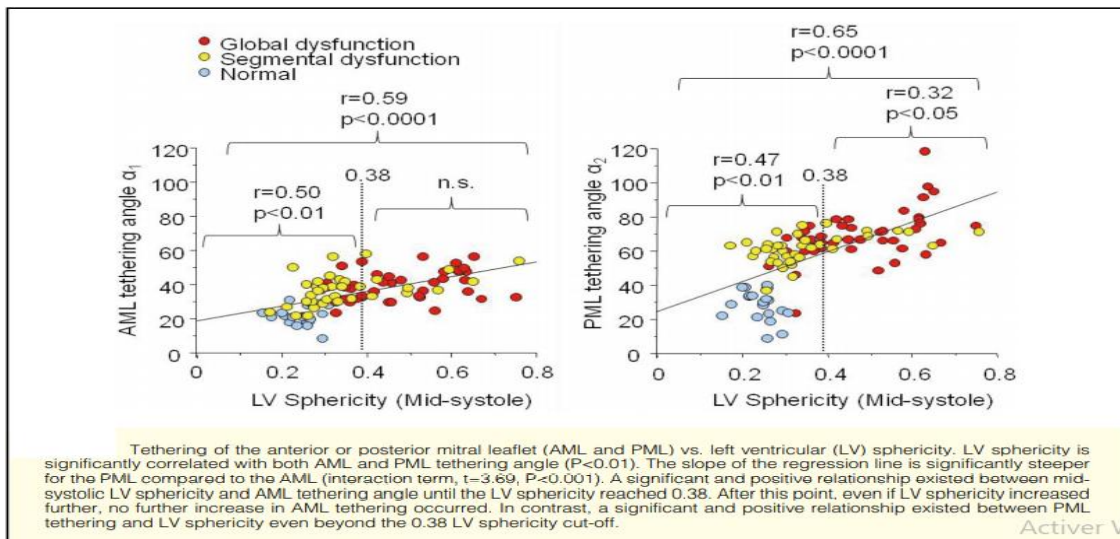 Global dysfunction
Segmental dysfunction
Normal
r=0.59
p<0.0001
r=0.50
p<0.01
0.38
n.s.
AML tethering angle α1
120
100
80
60
40
20
0
0
0.2
0.4
0.6
0.8
LV Sphericity (Mid-systole)
r=0.65
p<0.0001
r=0.32
p<0.05
r=0.47
p<0.01
0.38
PML tethering angle α2
120
100
80
60
40
20
0
0
0.2
0.4
0.6
0.8
LV Sphericity (Mid-systole)
Tethering of the anterior or posterior mitral leaflet (AML and PML) vs. left ventricular (LV) sphericity. LV sphericity is
significantly correlated with both AML and PML tethering angle (P<0.01). The slope of the regression line is significantly steeper
for the PML compared to the AML (interaction term, t=3.69, P<0.001). A significant and positive relationship existed between mid-
systolic LV sphericity and AML tethering angle until the LV sphericity reached 0.38. After this point, even if LV sphericity increased
further, no further increase in AML tethering occurred. In contrast, a significant and positive relationship existed between PML
tethering and LV sphericity even beyond the 0.38 LV sphericity cut-off.
Activer